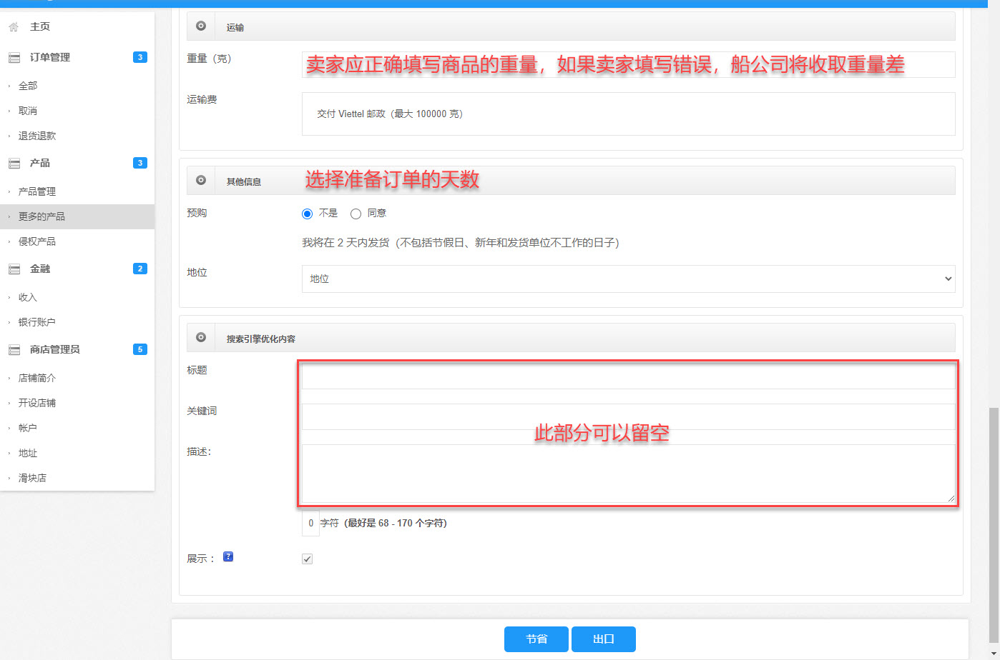 主页
订单管理 3
全部
取消
退货退款
产品 3
产品管理
更多的产品
侵权产品
金融 2
收入
银行账户
商店管理员 5
店铺简介
开设店铺
帐户
地址
滑块店
运输
重量（克）
卖家应正确填写商品的重量，如果卖家填写错误，船公司将收取重量差
运输费
交付 Viettel 邮政（最大 100000 克）
其他信息
选择准备订单的天数
预购
不是 同意
我将在 2 天内发货（不包括节假日、新年和发货单位不工作的日子）
地位
地位
搜索引擎优化内容
标题
关键词
此部分可以留空
描述：
0 字符（最好是 68 - 170 个字符）
展示： ?
节省 出口